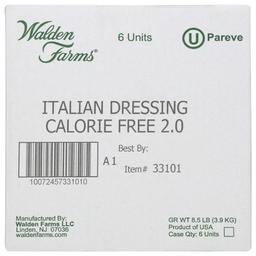 Walden
Farms®
6 Units
U Pareve
ITALIAN DRESSING
CALORIE FREE 2.0
Best By:
A 1
Item# 33101
10072457331010
Manufactured By:
Walden Farms LLC
Linden, NJ 07036
waldenfarms.com
GR WT 8.5 LB (3.9 KG)
Product of USA
Case Qty: 6 Units